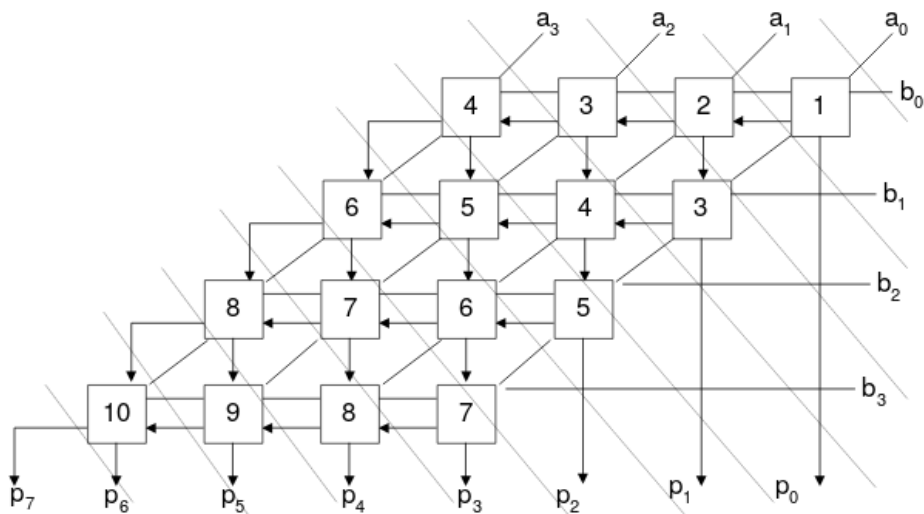 a₃ a₂ a₁ a₀
4 3 2 1 b₀
6 5 4 3 b₁
8 7 6 5 b₂
10 9 8 7 b₃
p₇ p₆ p₅ p₄ p₃ p₂ p₁ p₀